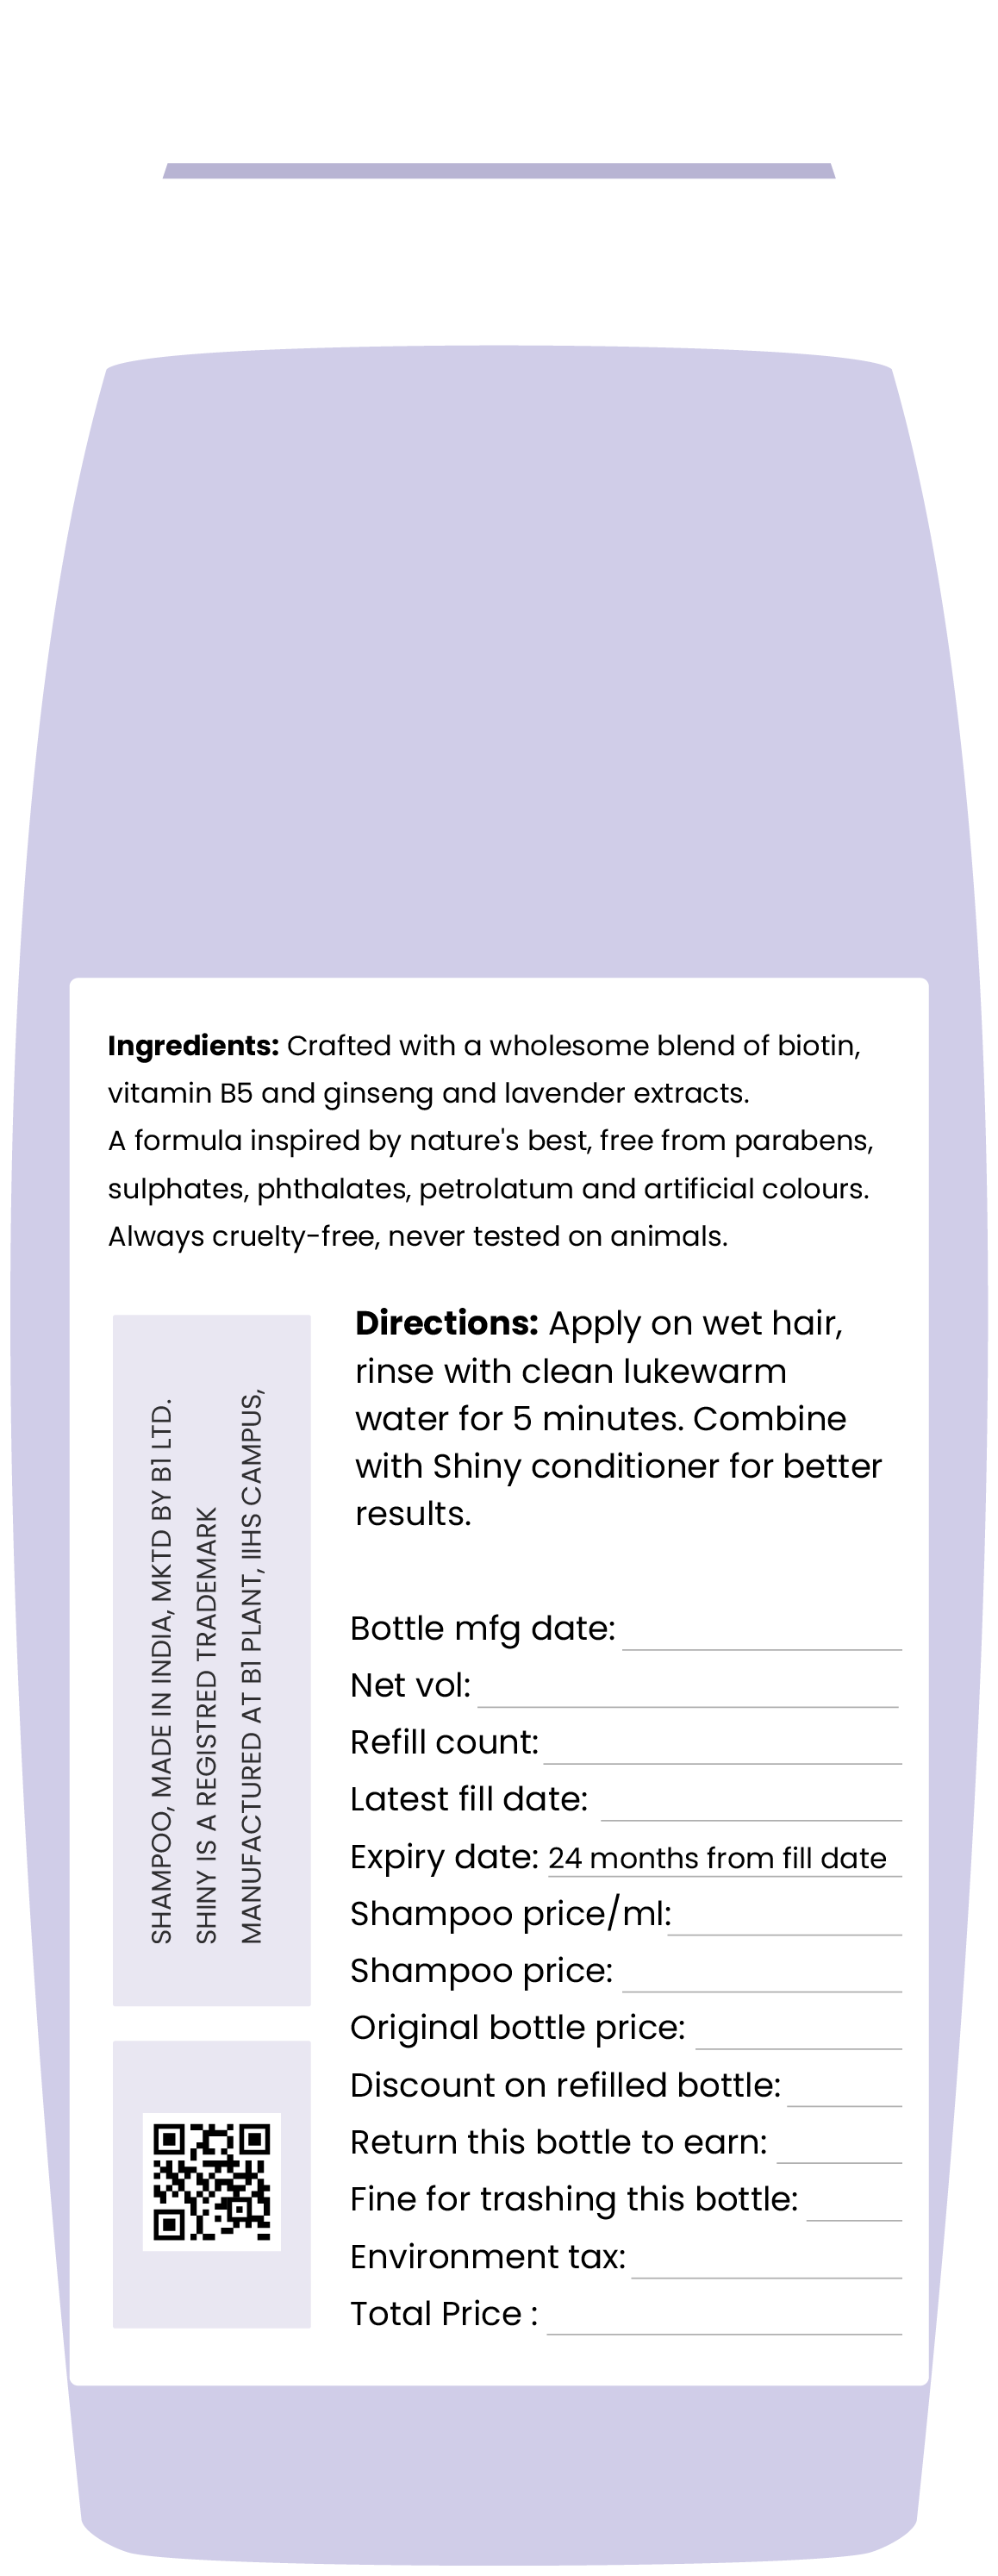 Ingredients: Crafted with a wholesome blend of biotin,
vitamin B5 and ginseng and lavender extracts.
A formula inspired by nature's best, free from parabens,
sulphates, phthalates, petrolatum and artificial colours.
Always cruelty-free, never tested on animals.
SHAMPOO, MADE IN INDIA, MKTD BY B1 LTD.
SHINY IS A REGISTRED TRADEMARK
MANUFACTURED AT B1 PLANT, IIHS CAMPUS,
Directions: Apply on wet hair,
rinse with clean lukewarm
water for 5 minutes. Combine
with Shiny conditioner for better
results.
Bottle mfg date:
Net vol:
Refill count:
Latest fill date:
Expiry date: 24 months from fill date
Shampoo price/ml:
Shampoo price:
Original bottle price:
Discount on refilled bottle:
Return this bottle to earn:
Fine for trashing this bottle:
Environment tax:
Total Price :